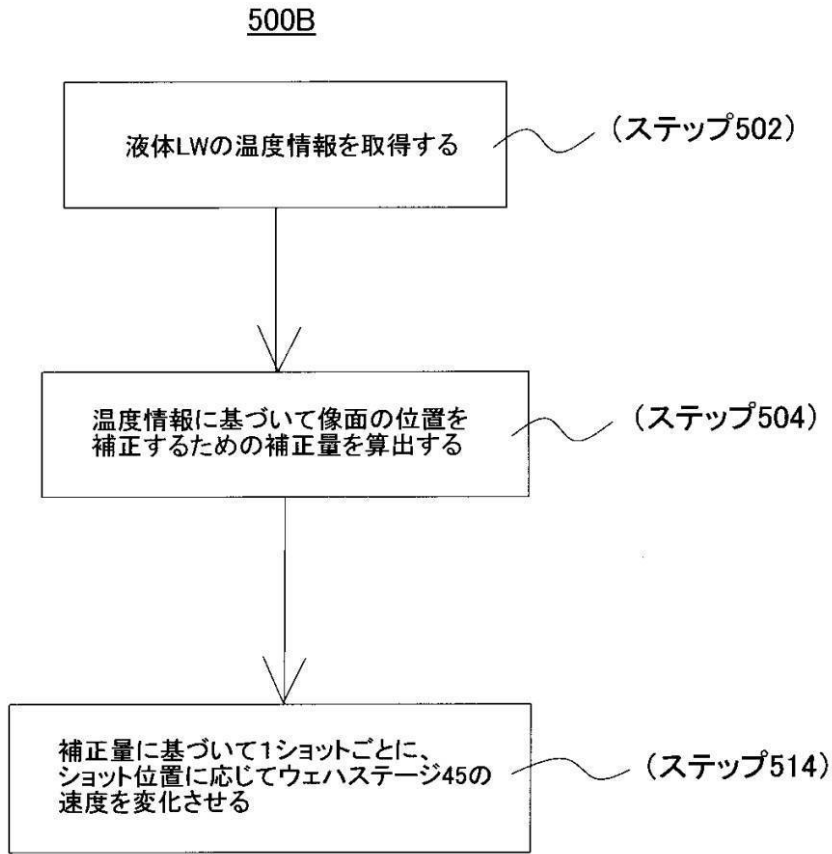 500B
液体LWの温度情報を取得する
(ステップ502)
温度情報に基づいて像面の位置を
補正するための補正量を算出する
(ステップ504)
補正量に基づいて1ショットごとに、
ショット位置に応じてウェハステージ45の
速度を変化させる
(ステップ514)